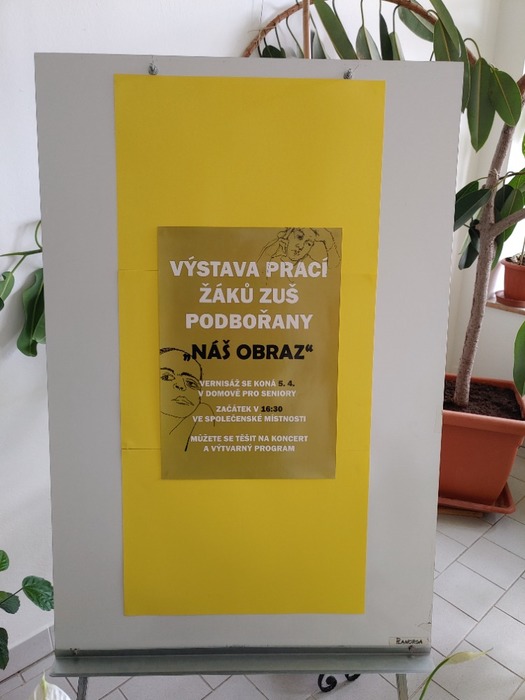 VÝSTAVA PRACÍ
ŽÁKŮ ZUŠ
PODBOŘANY
„NÁŠ OBRAZ“
VERNISÁŽ SE KONÁ 5. 4.
V DOMOVĚ PRO SENIORY
ZAČÁTEK V 16:30
VE SPOLEČENSKÉ MÍSTNOSTI
MŮŽETE SE TĚŠIT NA KONCERT
A VÝTVARNÝ PROGRAM